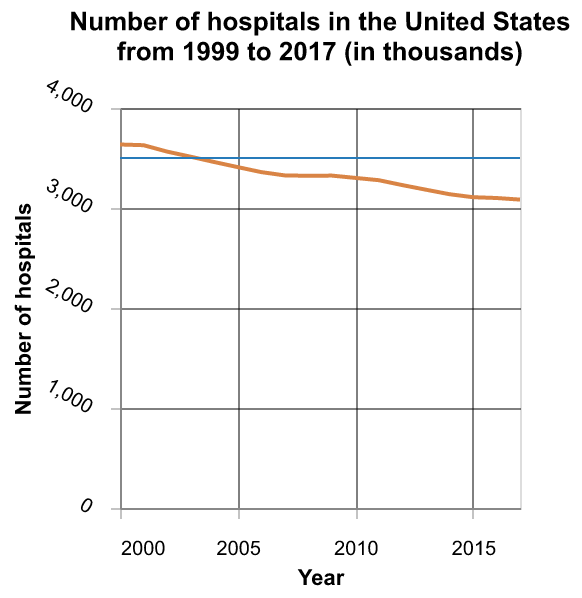 Number of hospitals in the United States
from 1999 to 2017 (in thousands)
4,000
3,000
2,000
1,000
0
Number of hospitals
2000 2005 2010 2015
Year